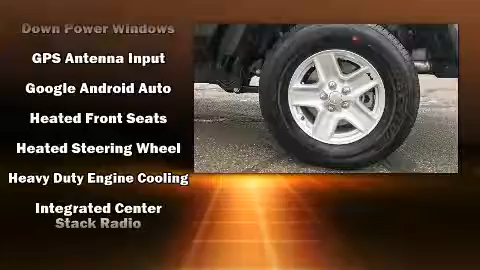 Down Power Windows
GPS Antenna Input
Google Android Auto
Heated Front Seats
Heated Steering Wheel
Heavy Duty Engine Cooling
Integrated Center
Stack Radio